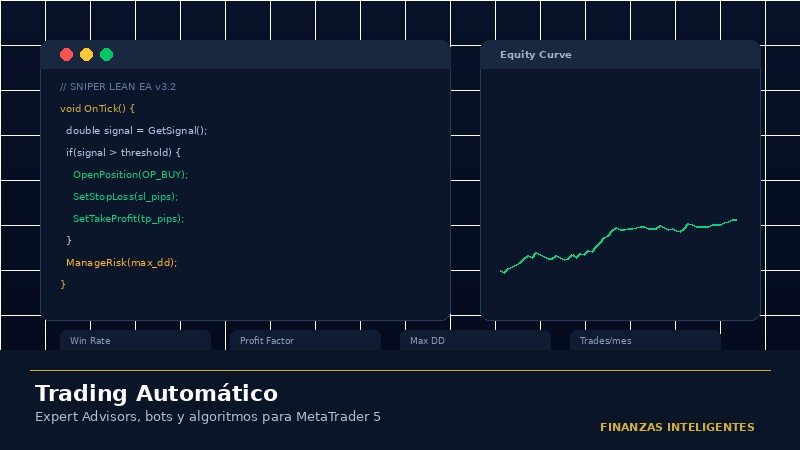 // SNIPER LEAN EA v3.2
void OnTick() {
double signal = GetSignal();
if(signal > threshold) {
OpenPosition(OP_BUY);
SetStopLoss(sl_pips);
SetTakeProfit(tp_pips);
}
ManageRisk(max_dd);
}
Equity Curve
Win Rate
Profit Factor
Max DD
Trades/mes
Trading Automático
Expert Advisors, bots y algoritmos para MetaTrader 5
FINANZAS INTELIGENTES